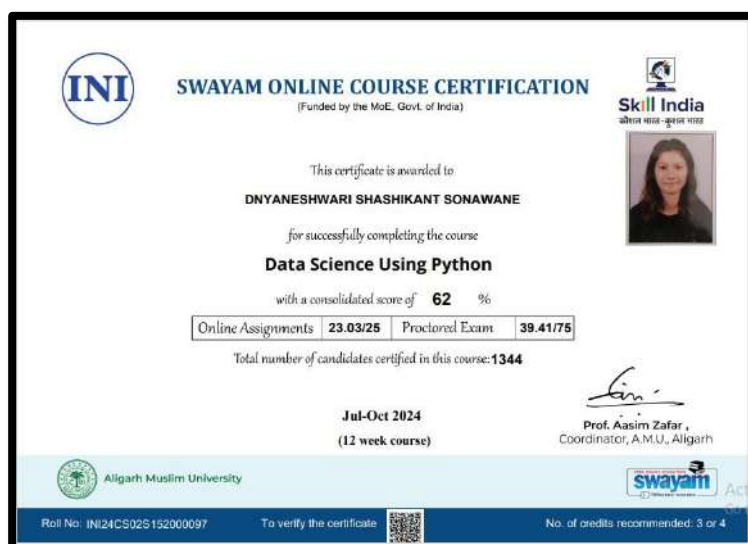 INI
SWAYAM ONLINE COURSE CERTIFICATION
(Funded by the MoE, Govt. of India)
Skill India
कौशल भारत-कुशल भारत
This certificate is awarded to
DNYANESHWARI SHASHIKANT SONAWANE
for successfully completing the course
Data Science Using Python
with a consolidated score of 62 %
Online Assignments 23.03/25 Proctored Exam 39.41/75
Total number of candidates certified in this course:1344
Jul-Oct 2024
(12 week course)
Prof. Aasim Zafar ,
Coordinator, A.M.U., Aligarh
Aligarh Muslim University
swayam
Roll No: INI24CS02S152000097 To verify the certificate No. of credits recommended: 3 or 4